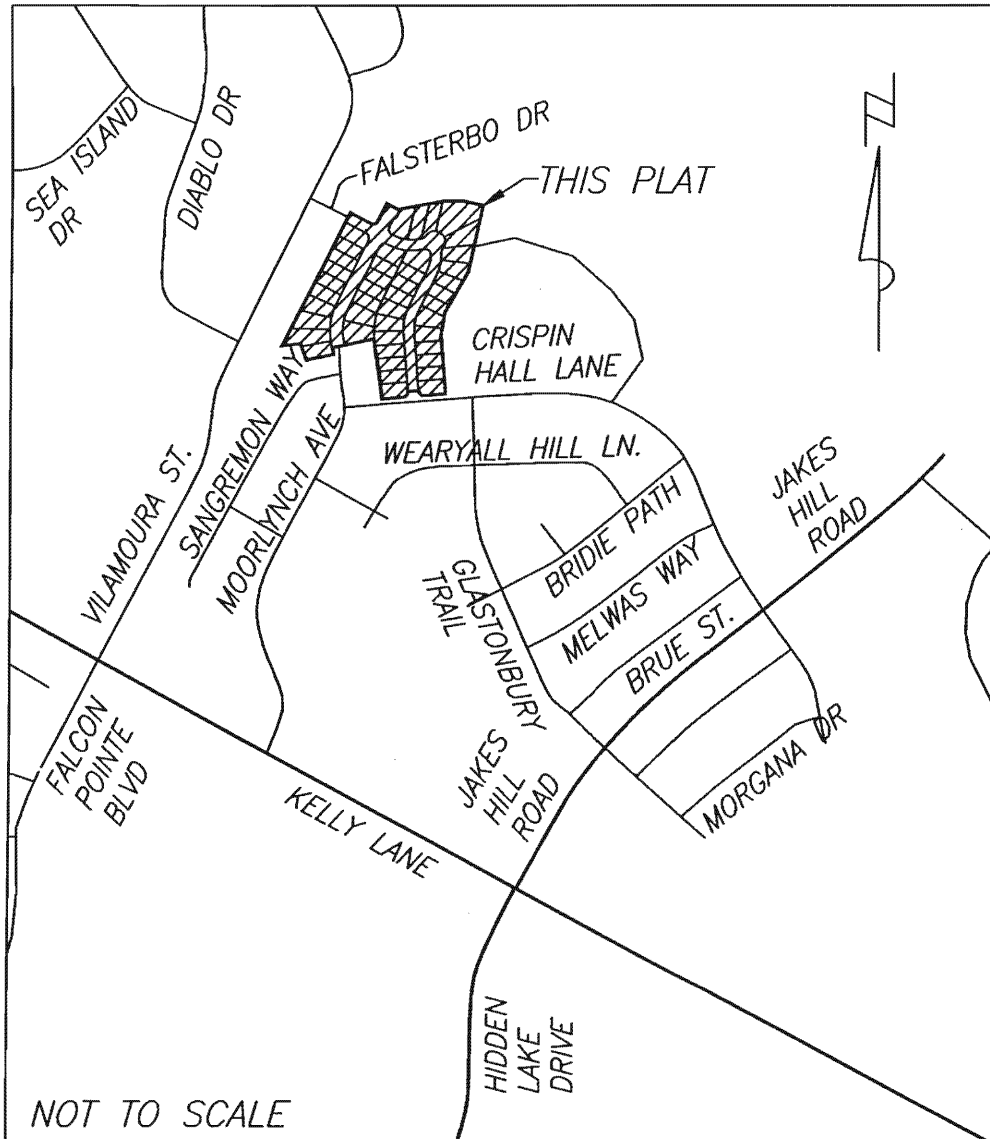 SEA ISLAND
DR
DIABLO DR
FALSTERBO DR
N
THIS PLAT
CRISPIN
HALL LANE
SANGREMON WAY
MOORLYNCH AVE
WEARYALL HILL LN.
VILAMOURA ST.
JAKES
HILL
ROAD
BRIDIE PATH
MELWAS WAY
BRUE ST.
GLASTONBURY
TRAIL
FALCON
POINTE
BLVD
KELLY LANE
JAKES
HILL
ROAD
MORGANA DR
HIDDEN
LAKE
DRIVE
NOT TO SCALE